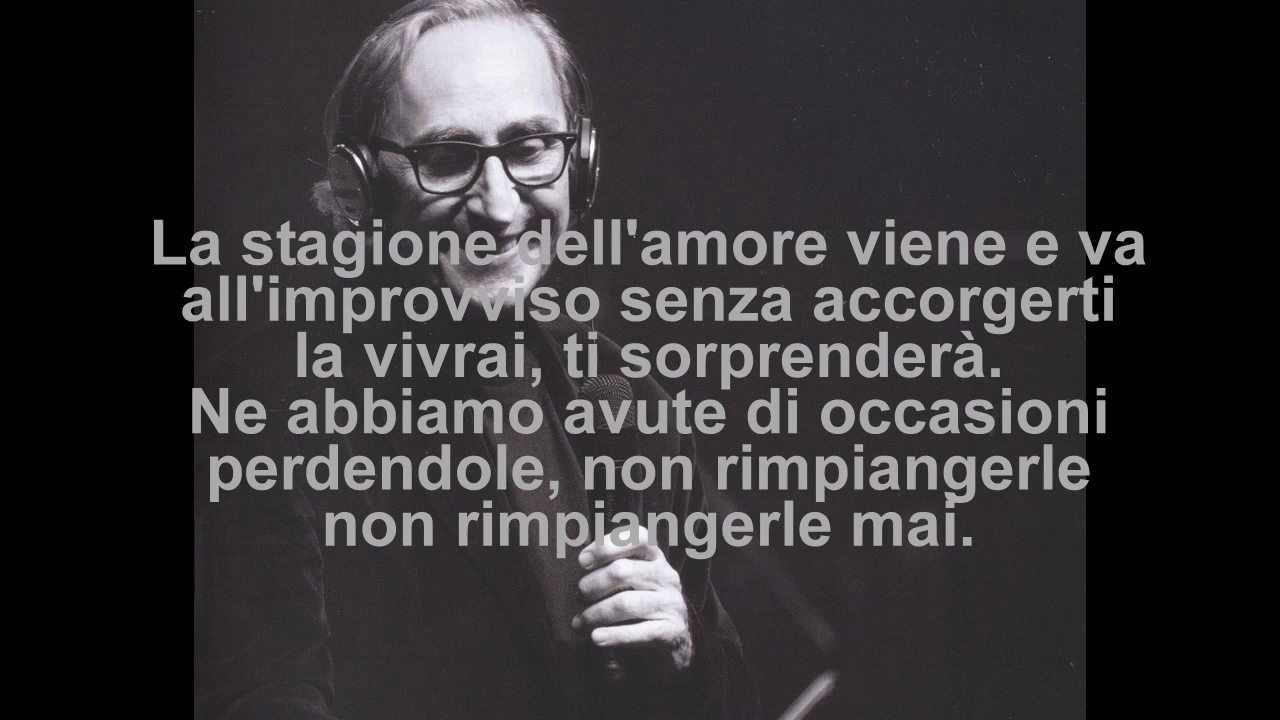 La stagione dell'amore viene e va
all'improvviso senza accorgerti
la vivrai, ti sorprenderà.
Ne abbiamo avute di occasioni
perdendole, non rimpiangerle
non rimpiangerle mai.